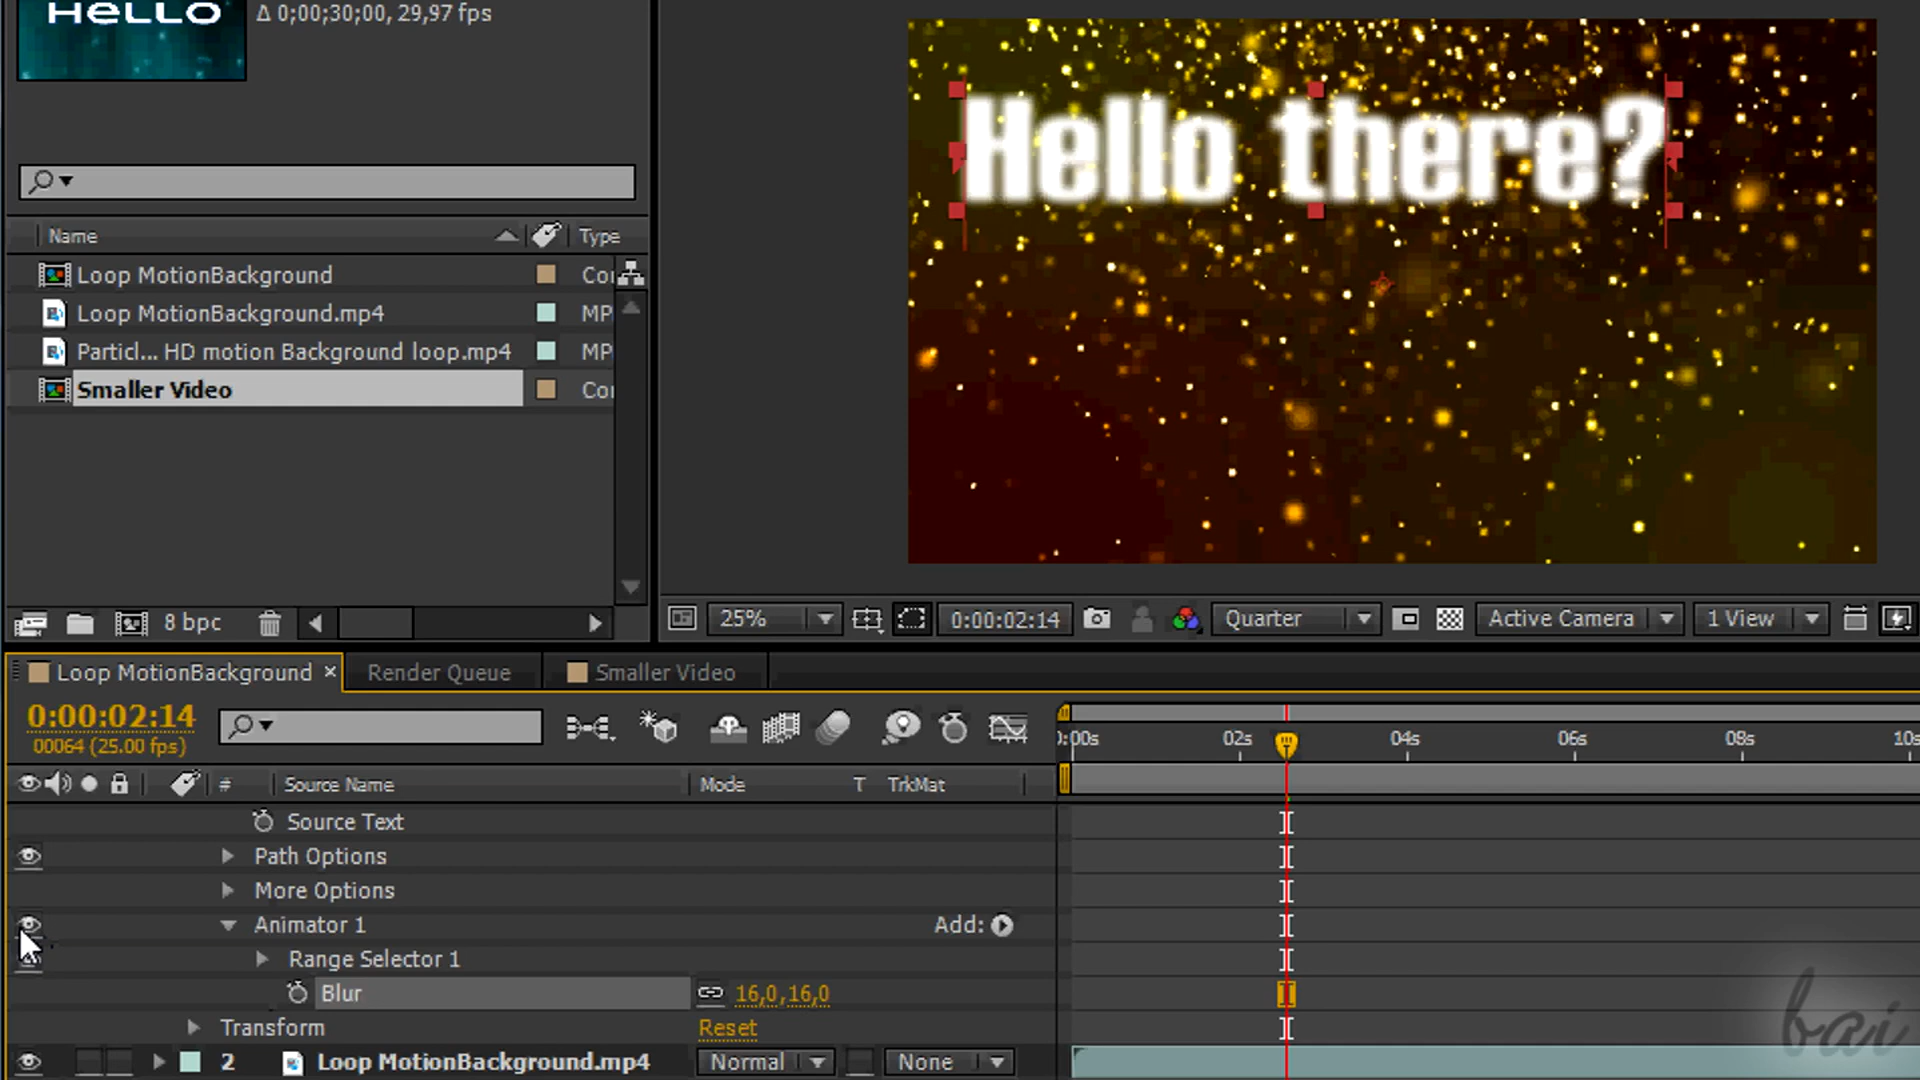 HELLO
Δ 0;00;30;00, 29,97 fps
Hello there?
Name Type
Loop MotionBackground Co
Loop MotionBackground.mp4 MP
Particl... HD motion Background loop.mp4 MP
Smaller Video Co
8 bpc
25% 0:00:02:14 Quarter Active Camera 1 View
Loop MotionBackground × Render Queue Smaller Video
0:00:02:14
00064 (25.00 fps)
):00s 02s 04s 06s 08s 10s
# Source Name Mode T TrkMat
Source Text
Path Options
More Options
Animator 1 Add:
Range Selector 1
Blur 16,0,16,0
Transform Reset
2 Loop MotionBackground.mp4 Normal None
bai